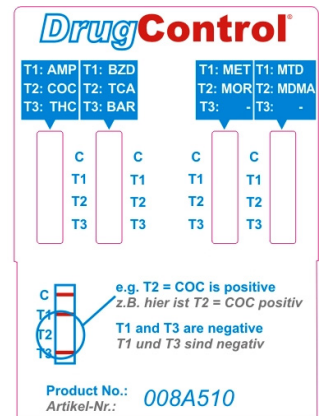 DrugControl®
T1: AMP T1: BZD T1: MET T1: MTD
T2: COC T2: TCA T2: MOR T2: MDMA
T3: THC T3: BAR T3: - T3: -
C C C
T1 T1 T1
T2 T2 T2
T3 T3 T3
C
T1
T2
T3
e.g. T2 = COC is positive
z.B. hier ist T2 = COC positiv
T1 and T3 are negative
T1 und T3 sind negativ
Product No.: 008A510
Artikel-Nr.: